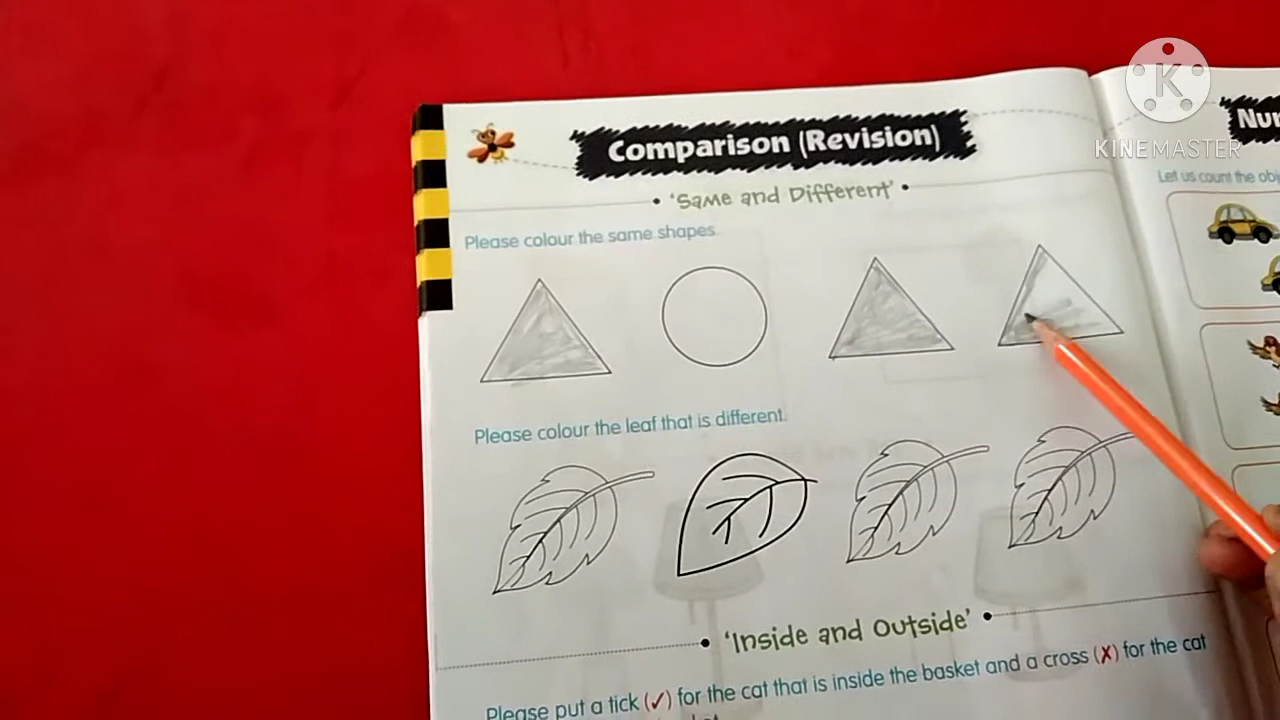 K
KINEMASTER
Comparison (Revision)
'Same and Different'
Please colour the same shapes.
Please colour the leaf that is different.
'Inside and Outside'
Please put a tick (✓) for the cat that is inside the basket and a cross (✗) for the cat
Let us count the